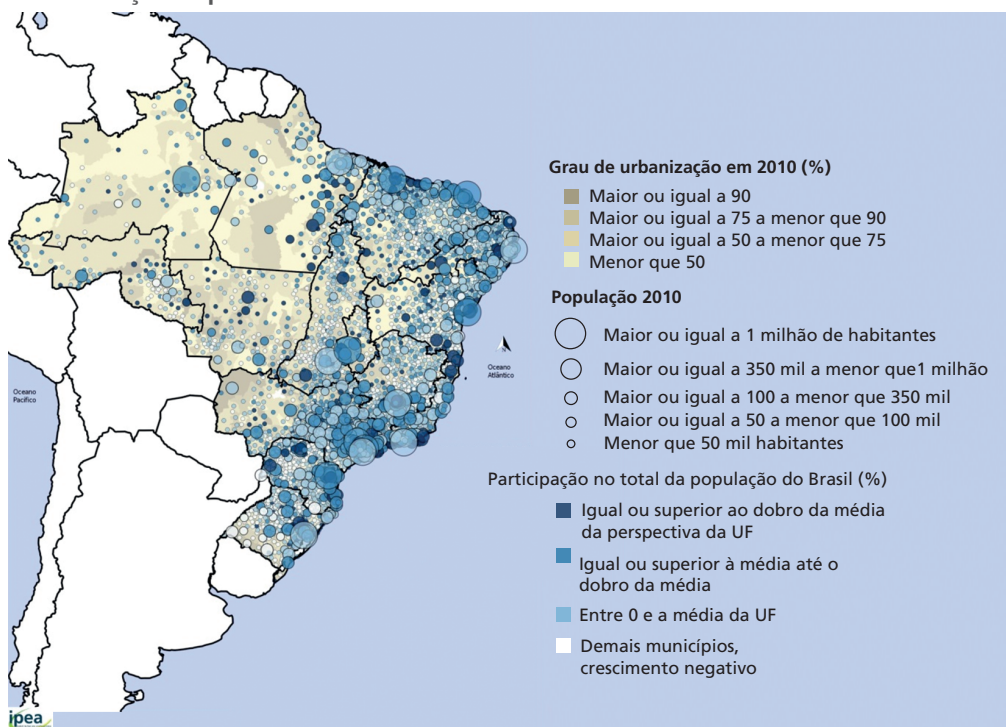 Grau de urbanização em 2010 (%)
Maior ou igual a 90
Maior ou igual a 75 a menor que 90
Maior ou igual a 50 a menor que 75
Menor que 50
População 2010
Maior ou igual a 1 milhão de habitantes
Maior ou igual a 350 mil a menor que1 milhão
Maior ou igual a 100 a menor que 350 mil
Maior ou igual a 50 a menor que 100 mil
Menor que 50 mil habitantes
Oceano
Atlântico
Oceano
Pacífico
Participação no total da população do Brasil (%)
Igual ou superior ao dobro da média
da perspectiva da UF
Igual ou superior à média até o
dobro da média
Entre 0 e a média da UF
Demais municípios,
crescimento negativo
ipea